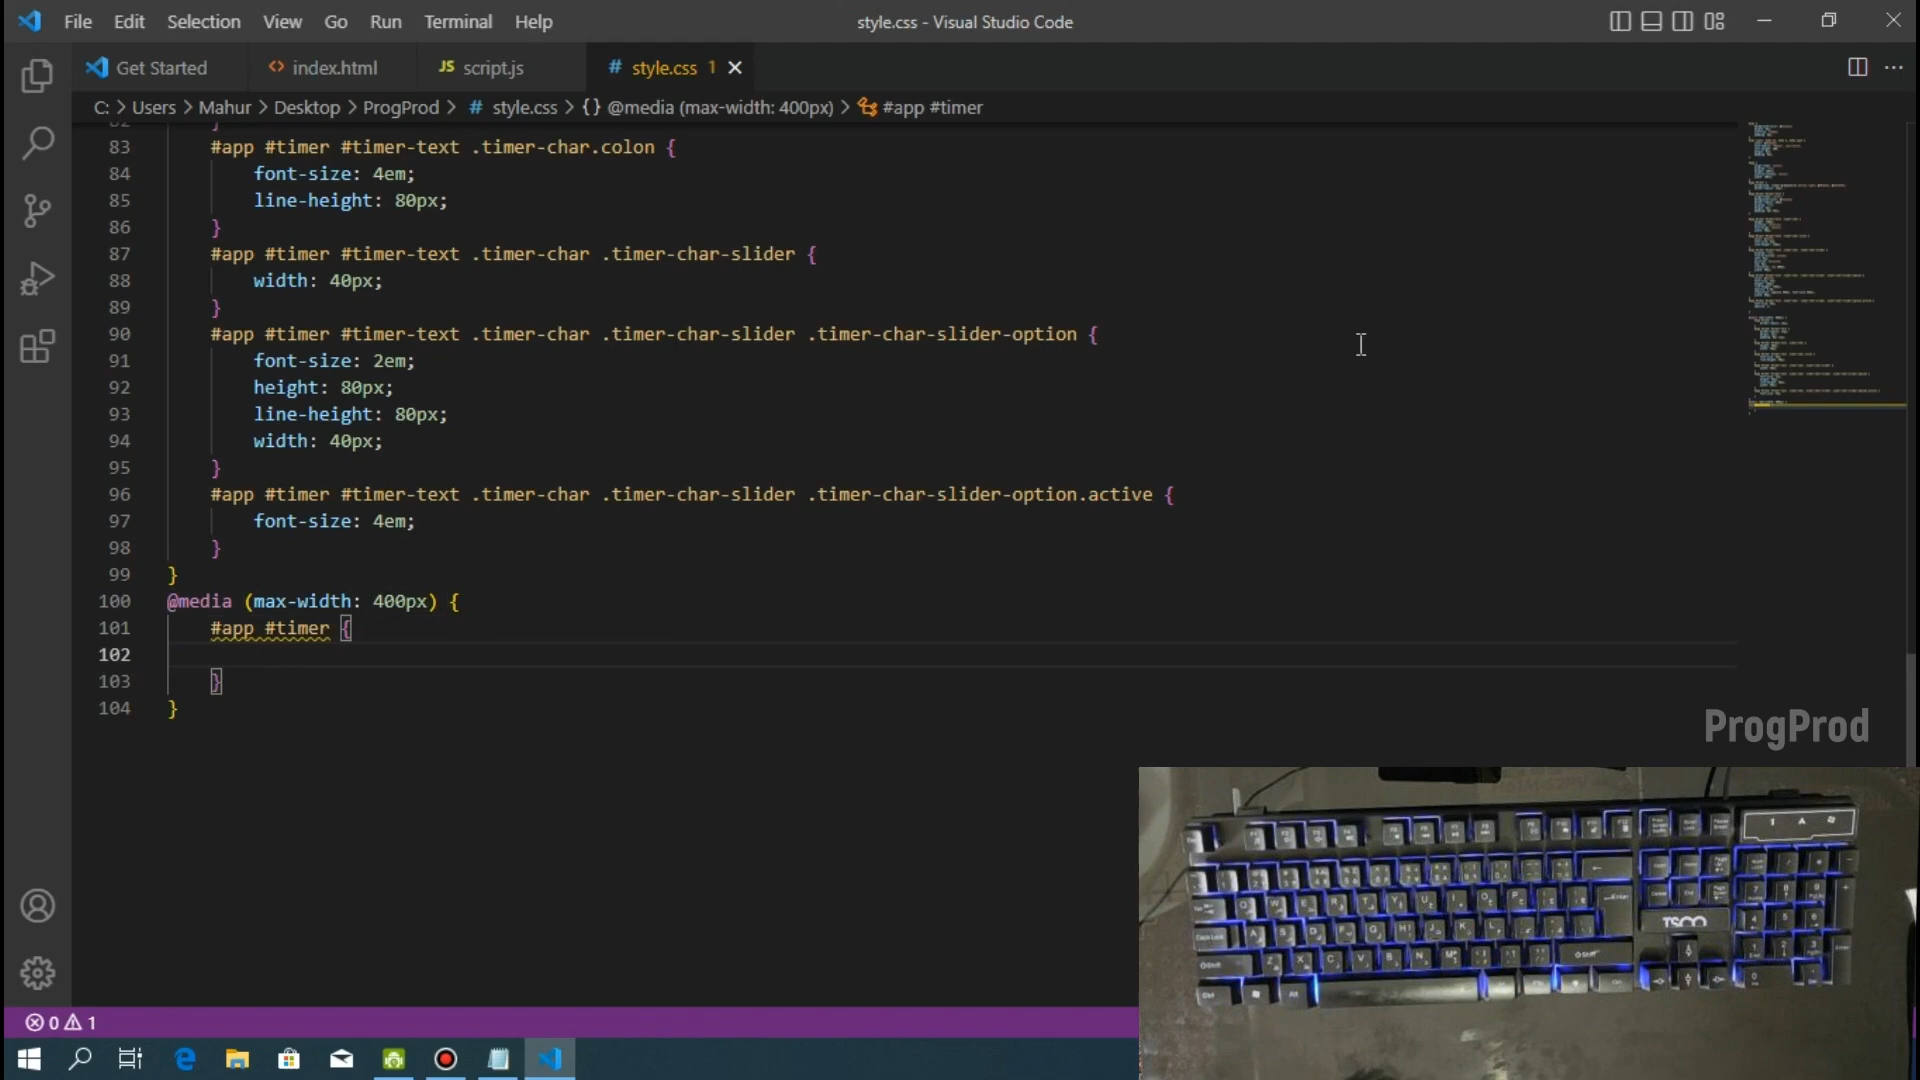 File Edit Selection View Go Run Terminal Help
style.css - Visual Studio Code
Get Started
index.html
JS script.js
# style.css 1
C: > Users > Mahur > Desktop > ProgProd > # style.css > {} @media (max-width: 400px) > #app #timer
82 }
83 #app #timer #timer-text .timer-char.colon {
84 font-size: 4em;
85 line-height: 80px;
86 }
87 #app #timer #timer-text .timer-char .timer-char-slider {
88 width: 40px;
89 }
90 #app #timer #timer-text .timer-char .timer-char-slider .timer-char-slider-option {
91 font-size: 2em;
92 height: 80px;
93 line-height: 80px;
94 width: 40px;
95 }
96 #app #timer #timer-text .timer-char .timer-char-slider .timer-char-slider-option.active {
97 font-size: 4em;
98 }
99 }
100 @media (max-width: 400px) {
101 #app #timer {
102
103 }
104 }
ProgProd
TSCO
0 1